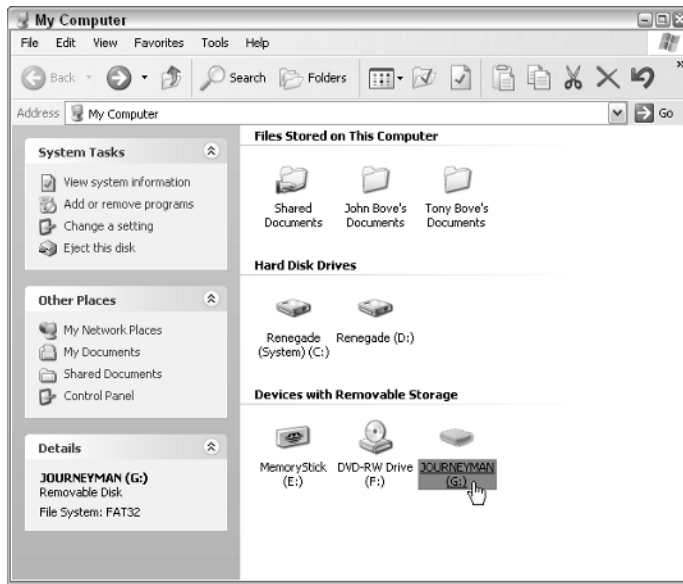 My Computer
File Edit View Favorites Tools Help
Back Search Folders
Address My Computer Go
System Tasks
View system information
Add or remove programs
Change a setting
Eject this disk
Other Places
My Network Places
My Documents
Shared Documents
Control Panel
Details
JOURNEYMAN (G:)
Removable Disk
File System: FAT32
Files Stored on This Computer
Shared Documents
John Bove's Documents
Tony Bove's Documents
Hard Disk Drives
Renegade (System) (C:)
Renegade (D:)
Devices with Removable Storage
MemoryStick (E:)
DVD-RW Drive (F:)
JOURNEYMAN (G:)